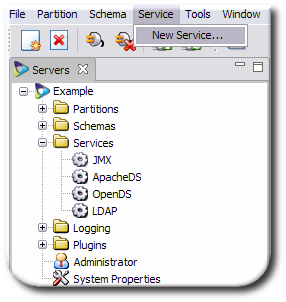 File Partition Schema Service Tools Window
New Service...
Servers
Example
Partitions
Schemas
Services
JMX
ApacheDS
OpenDS
LDAP
Logging
Plugins
Administrator
System Properties